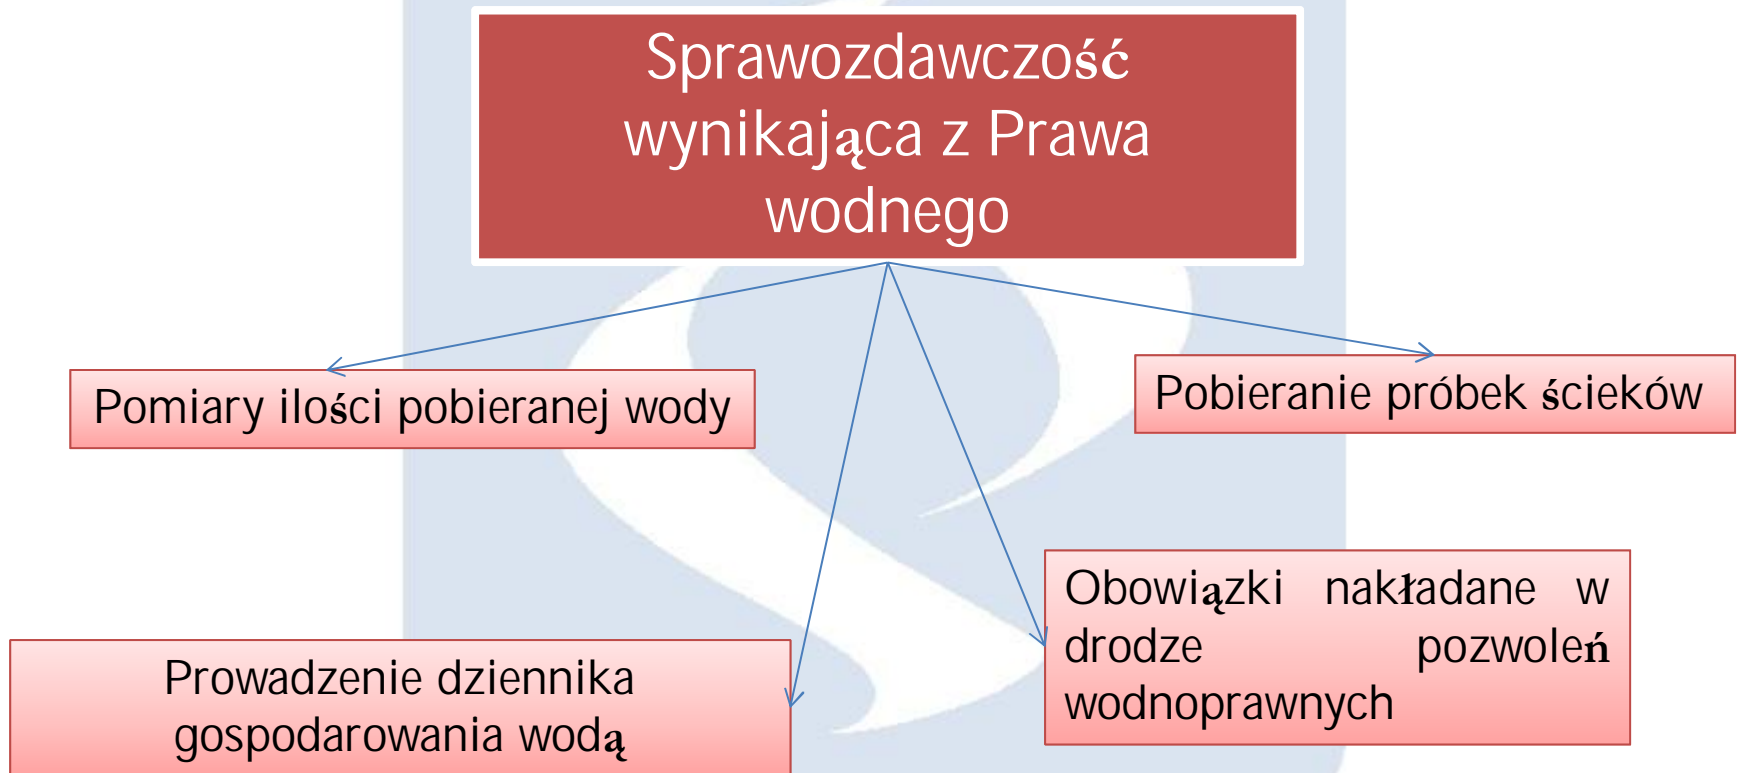 Sprawozdawczość
wynikająca z Prawa
wodnego
Pomiary ilości pobieranej wody
Pobieranie próbek ścieków
Prowadzenie dziennika
gospodarowania wodą
Obowiązki nakładane w
drodze pozwoleń
wodnoprawnych